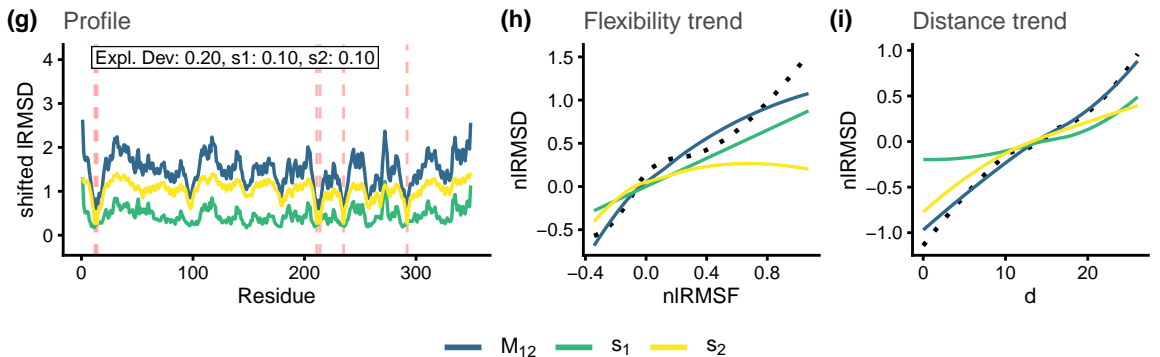 (g) Profile
Expl. Dev: 0.20, s1: 0.10, s2: 0.10
shifted lRMSD
4
3
2
1
0
0 100 200 300
Residue
(h) Flexibility trend
nlRMSD
1.5
1.0
0.5
0.0
−0.5
−0.4 0.0 0.4 0.8
nlRMSF
(i) Distance trend
nlRMSD
1.0
0.5
0.0
−0.5
−1.0
0 10 20
d
M12 s1 s2